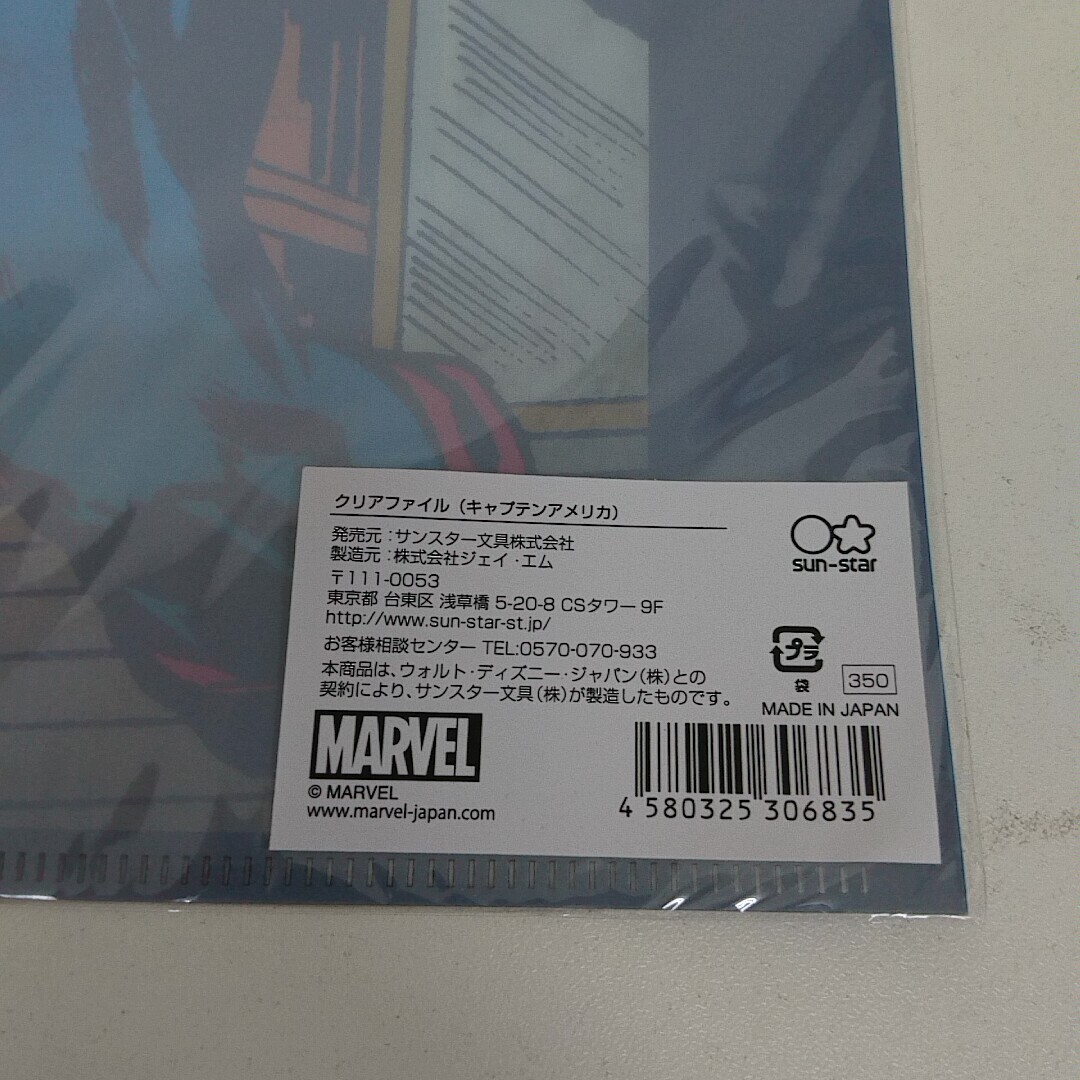 クリアファイル（キャプテンアメリカ）
発売元：サンスター文具株式会社
製造元：株式会社ジェイ・エム
〒111-0053
東京都 台東区 浅草橋 5-20-8 CSタワー 9F
http://www.sun-star-st.jp/
お客様相談センター TEL:0570-070-933
本商品は、ウォルト・ディズニー・ジャパン（株）との
契約により、サンスター文具（株）が製造したものです。
MARVEL
© MARVEL
www.marvel-japan.com
sun-star
プラ
袋
350
MADE IN JAPAN
4 580325 306835